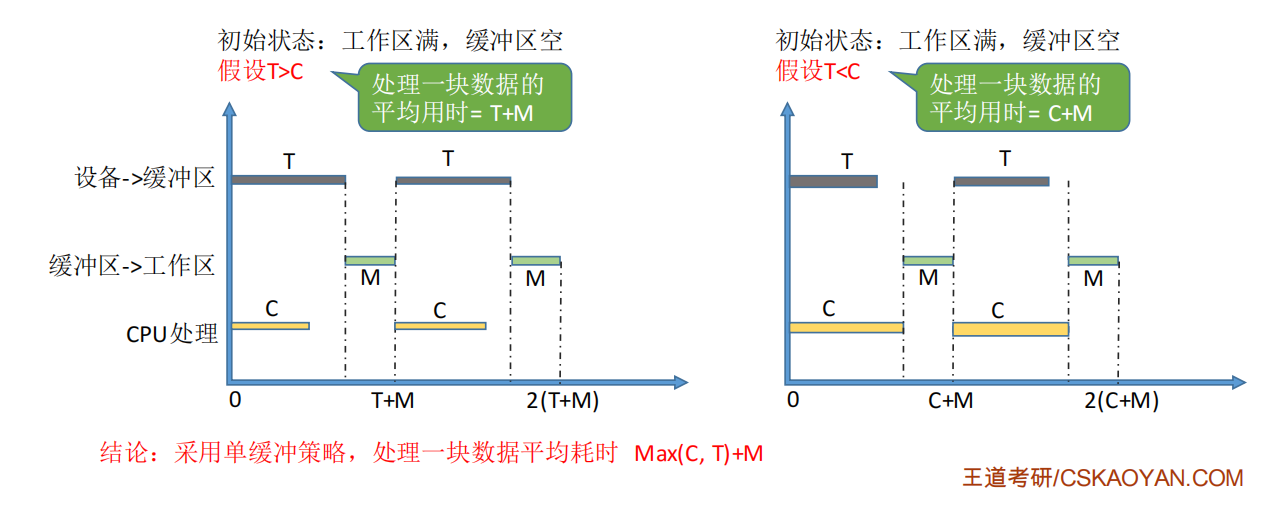 初始状态：工作区满，缓冲区空
假设T>C
处理一块数据的
平均用时= T+M
设备->缓冲区
T
T
缓冲区->工作区
M
M
CPU处理
C
C
0
T+M
2(T+M)
初始状态：工作区满，缓冲区空
假设T<C
处理一块数据的
平均用时= C+M
T
T
M
M
C
C
0
C+M
2(C+M)
结论：采用单缓冲策略，处理一块数据平均耗时 Max(C, T)+M
王道考研/CSKAOYAN.COM